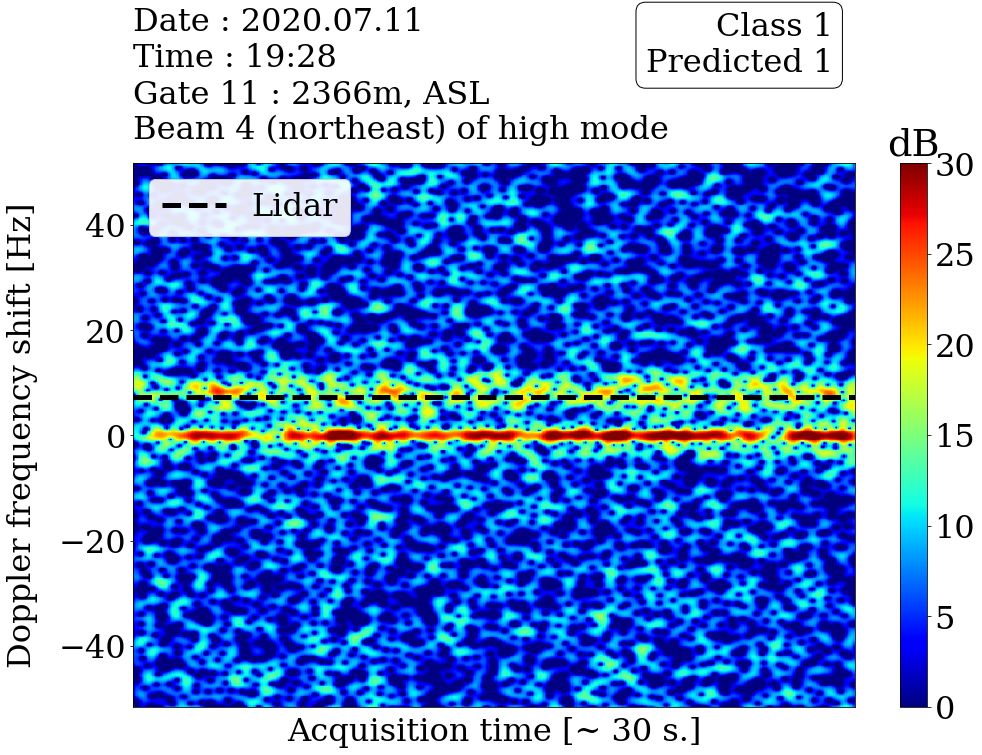 Date : 2020.07.11
Time : 19:28
Gate 11 : 2366m, ASL
Beam 4 (northeast) of high mode
Class 1
Predicted 1
dB
Lidar
Doppler frequency shift [Hz]
40
20
0
−20
−40
30
25
20
15
10
5
0
Acquisition time [~ 30 s.]